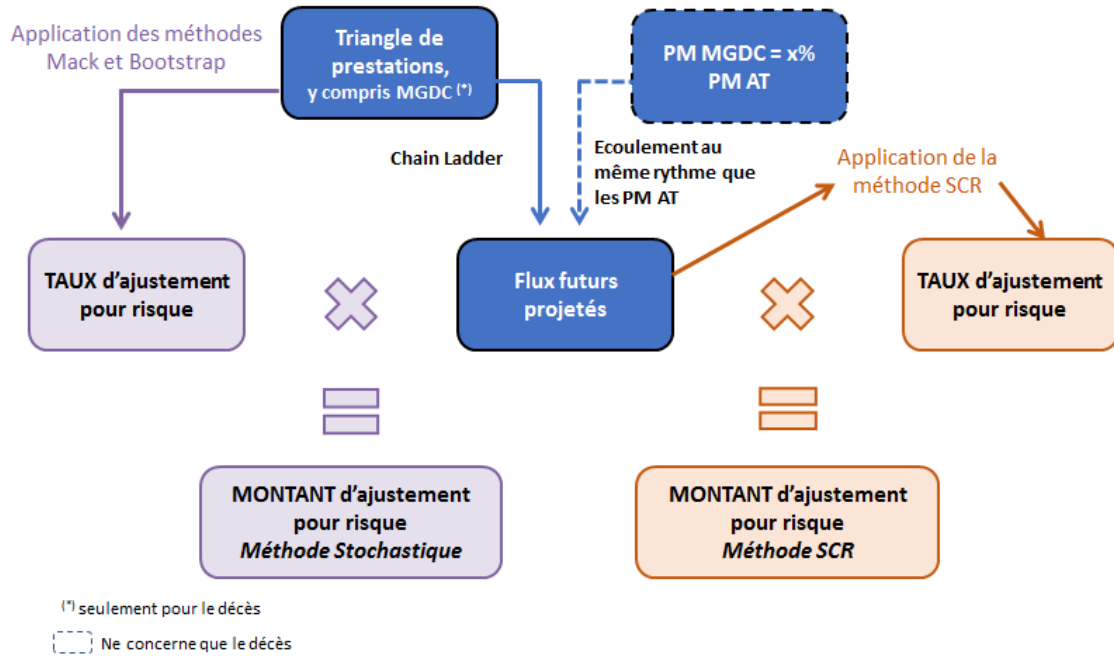 Application des méthodes
Mack et Bootstrap
Triangle de
prestations,
y compris MGDC (*)
PM MGDC = x%
PM AT
Chain Ladder
Ecoulement au
même rythme que
les PM AT
Application de la
méthode SCR
TAUX d'ajustement
pour risque
Flux futurs
projetés
TAUX d'ajustement
pour risque
MONTANT d'ajustement
pour risque
Méthode Stochastique
MONTANT d'ajustement
pour risque
Méthode SCR
(*) seulement pour le décès
Ne concerne que le décès